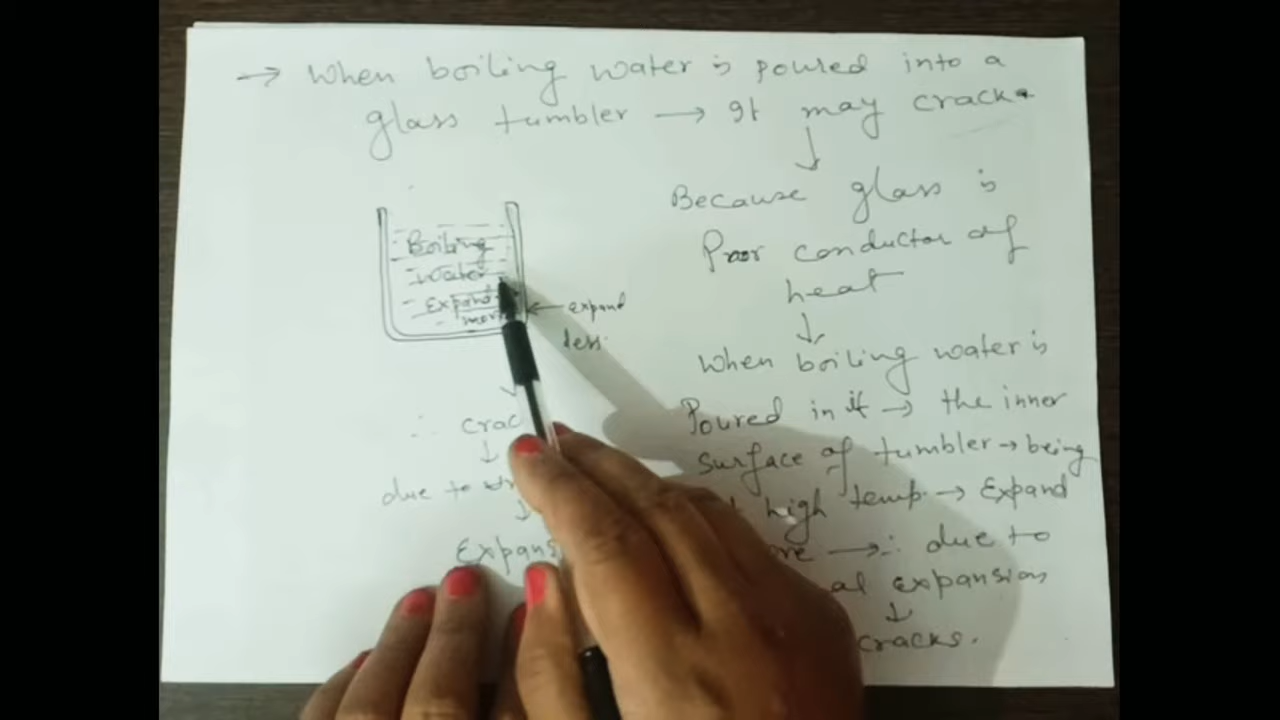 → When boiling water is poured into a
glass tumbler → It may crack.
↓
Because glass is
Poor conductor of
heat
↓
When boiling water is
Poured in it → the inner
surface of tumbler → being
high temp. → Expand
∴ due to
expansion
↓
cracks.
Boiling
water
Expand
more
← expand
less.
∴ crac
↓
due to
↓
Expans